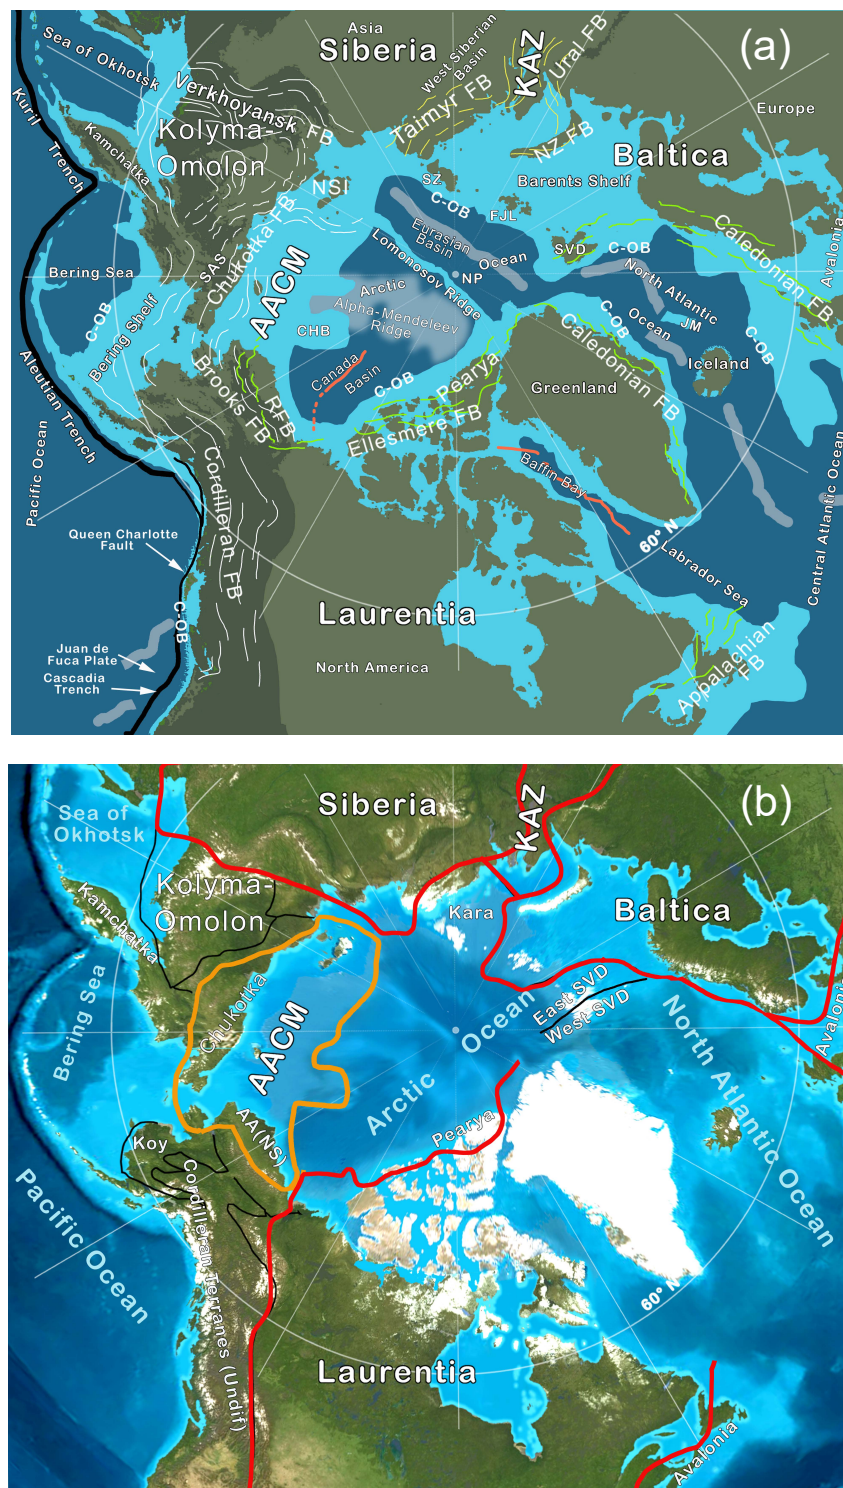 (a)
Asia
Siberia
West Siberian
Basin
KAZ
Ural FB
Sea of Okhotsk
Verkhoyansk FB
Taimyr FB
Europe
Kuril
Trench
Kamchatka
Kolyma-
Omolon
NZ FB
Baltica
NSI
SZ
C-OB
Barents Shelf
FJL
Eurasian
Basin
SVD
C-OB
Caledonian FB
Avalonia
SAS
Chukotka FB
Lomonosov Ridge
Ocean
NP
North Atlantic
Ocean
Bering Sea
AACM
Arctic
Alpha-Mendeleev
Ridge
C-OB
JM
C-OB
C-OB
Bering Shelf
CHB
Caledonian FB
Iceland
Canada
Basin
C-OB
Pearya
Greenland
Aleutian Trench
Brooks FB
RFB
Ellesmere FB
Pacific Ocean
Cordilleran FB
Baffin Bay
Central Atlantic Ocean
60° N
Queen Charlotte
Fault
Labrador Sea
C-OB
Laurentia
Juan de
Fuca Plate
Cascadia
Trench
North America
Appalachian
FB
(b)
Siberia
KAZ
Sea of
Okhotsk
Kolyma-
Omolon
Kara
Baltica
Kamchatka
Chukotka
East SVD
West SVD
Bering Sea
AACM
Ocean
Arctic
North Atlantic Ocean
Avalonia
Koy
AA(NS)
Pearya
Pacific Ocean
Cordilleran Terranes (Undif)
60° N
Laurentia
Avalonia